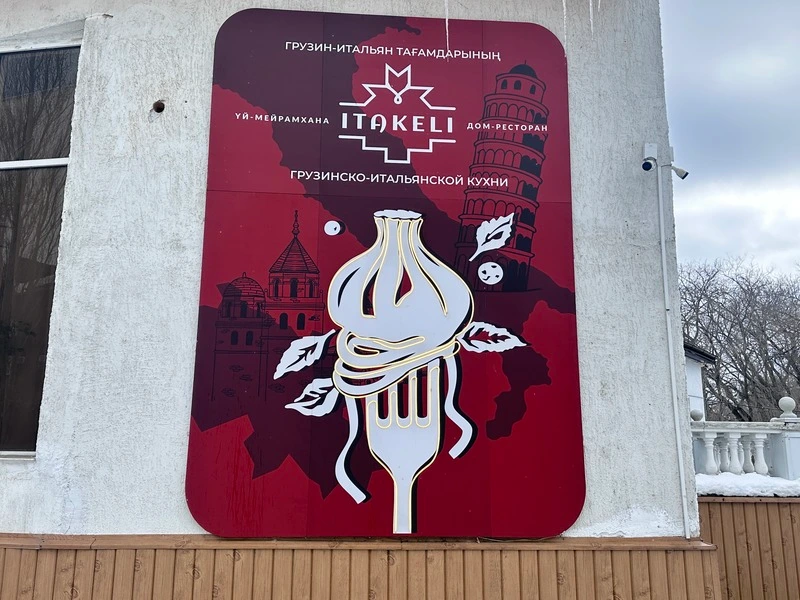 ГРУЗИН-ИТАЛЬЯН ТАҒАМДАРЫНЫҢ
ҮЙ-МЕЙРАМХАНА ITAKELI ДОМ-РЕСТОРАН
ГРУЗИНСКО-ИТАЛЬЯНСКОЙ КУХНИ